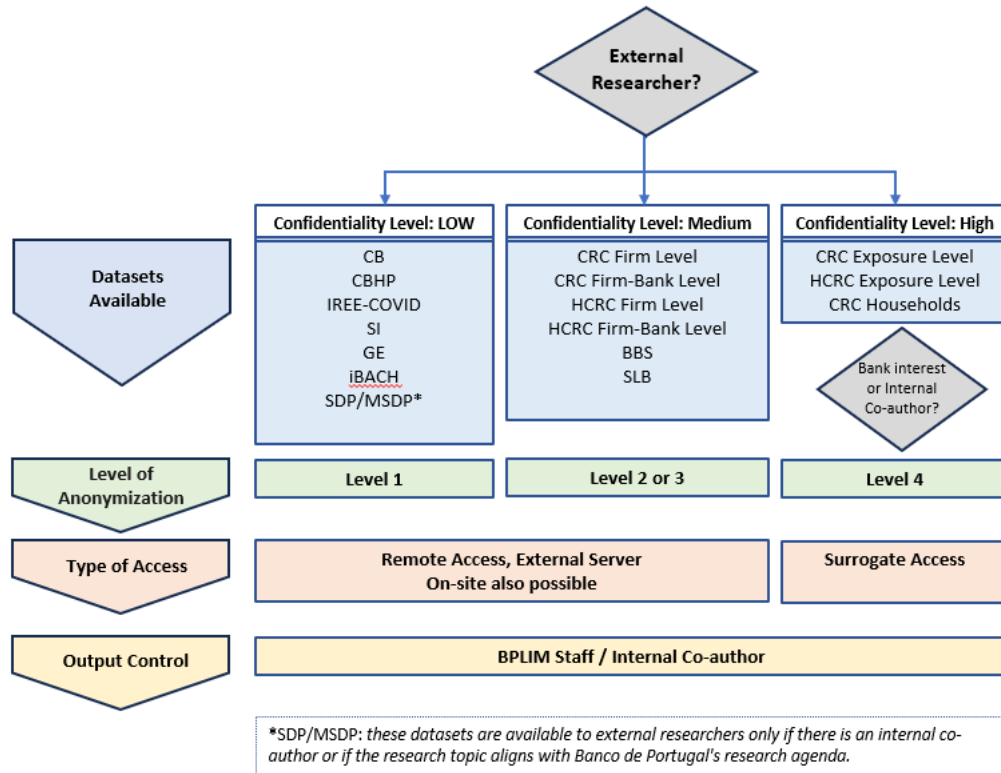 External
Researcher?
Confidentiality Level: LOW
Confidentiality Level: Medium
Confidentiality Level: High
Datasets
Available
CB
CBHP
IREE-COVID
SI
GE
iBACH
SDP/MSDP*
CRC Firm Level
CRC Firm-Bank Level
HCRC Firm Level
HCRC Firm-Bank Level
BBS
SLB
CRC Exposure Level
HCRC Exposure Level
CRC Households
Bank interest
or Internal
Co-author?
Level of
Anonymization
Level 1
Level 2 or 3
Level 4
Type of Access
Remote Access, External Server
On-site also possible
Surrogate Access
Output Control
BPLIM Staff / Internal Co-author
*SDP/MSDP: these datasets are available to external researchers only if there is an internal co-
author or if the research topic aligns with Banco de Portugal's research agenda.